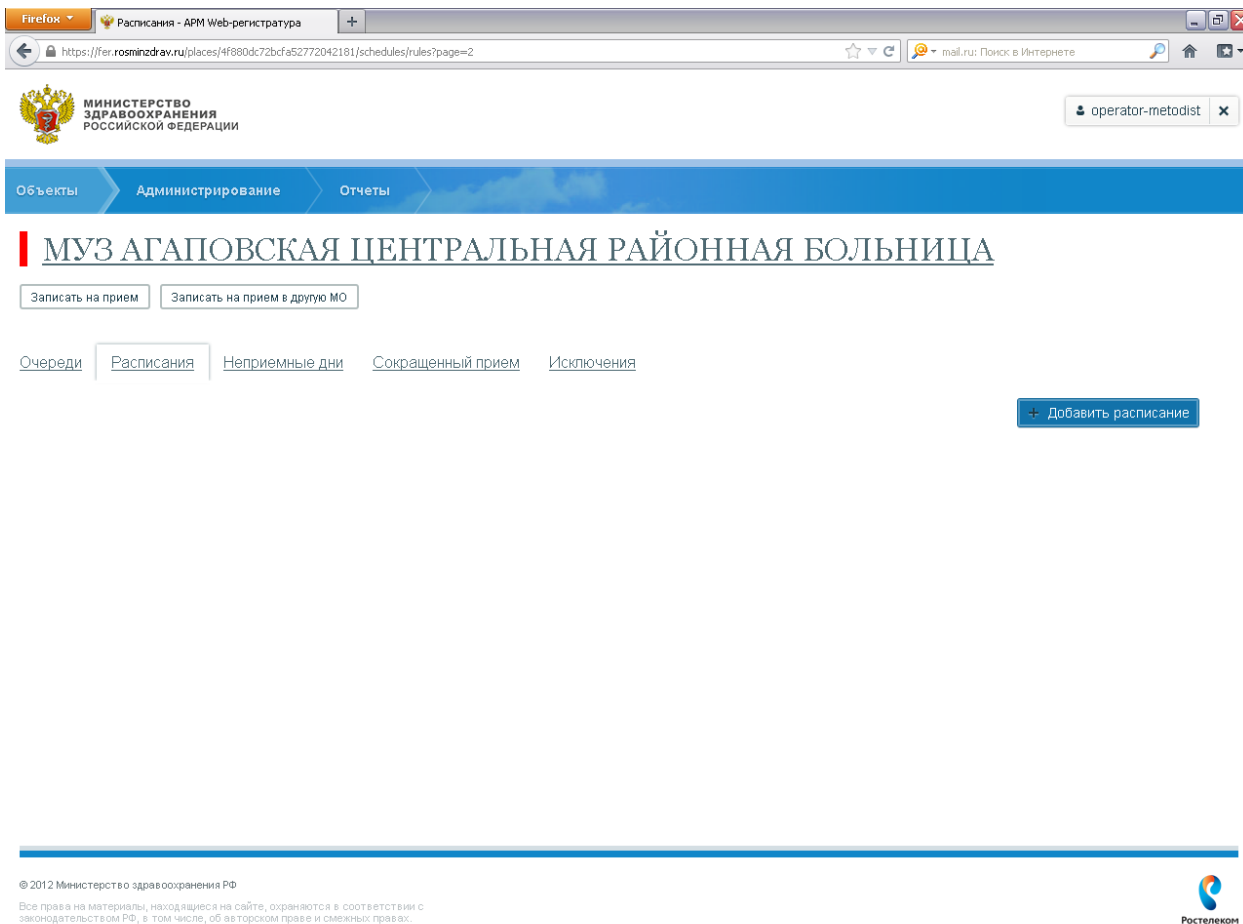 Firefox
Расписания - АРМ Web-регистратура
https://fer.rosminzdrav.ru/places/4f880dc72bcfa52772042181/schedules/rules?page=2
mail.ru: Поиск в Интернете
МИНИСТЕРСТВО
ЗДРАВООХРАНЕНИЯ
РОССИЙСКОЙ ФЕДЕРАЦИИ
operator-metodist
Объекты Администрирование Отчеты
МУЗ АГАПОВСКАЯ ЦЕНТРАЛЬНАЯ РАЙОННАЯ БОЛЬНИЦА
Записать на прием Записать на прием в другую МО
Очереди Расписания Неприемные дни Сокращенный прием Исключения
+ Добавить расписание
© 2012 Министерство здравоохранения РФ
Все права на материалы, находящиеся на сайте, охраняются в соответствии с
законодательством РФ, в том числе, об авторском праве и смежных правах.
Ростелеком